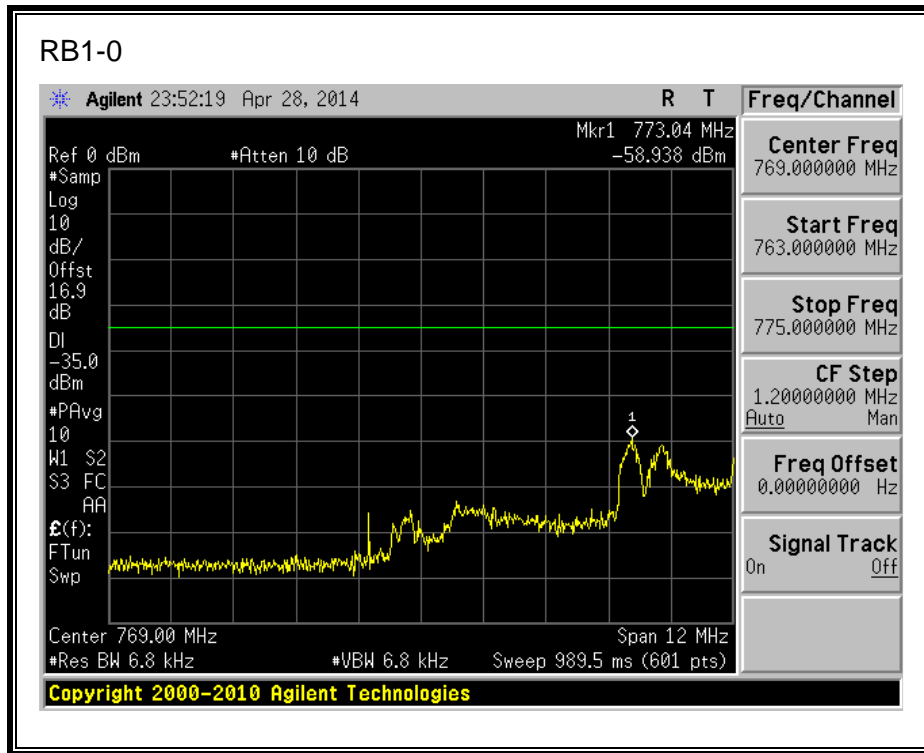 RB1-0
Agilent 23:52:19 Apr 28, 2014 R T
Freq/Channel
Mkr1 773.04 MHz
Ref 0 dBm #Atten 10 dB -58.938 dBm
#Samp
Log
10
dB/
Offst
16.9
dB
DI
-35.0
dBm
#PAvg
10
W1 S2
S3 FC
AA
£(f):
FTun
Swp
1
Center 769.00 MHz Span 12 MHz
#Res BW 6.8 kHz #VBW 6.8 kHz Sweep 989.5 ms (601 pts)
Center Freq
769.000000 MHz
Start Freq
763.000000 MHz
Stop Freq
775.000000 MHz
CF Step
1.20000000 MHz
Auto Man
Freq Offset
0.00000000 Hz
Signal Track
On Off
Copyright 2000-2010 Agilent Technologies